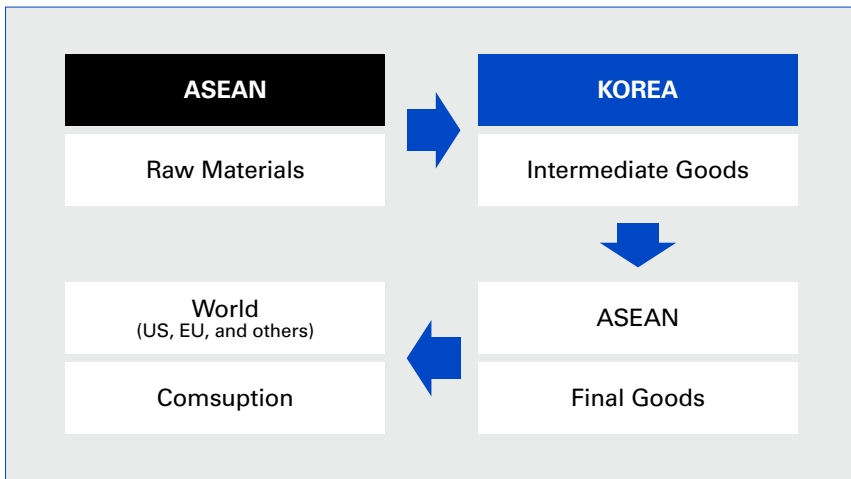 ASEAN
Raw Materials
KOREA
Intermediate Goods
ASEAN
Final Goods
World
(US, EU, and others)
Comsuption